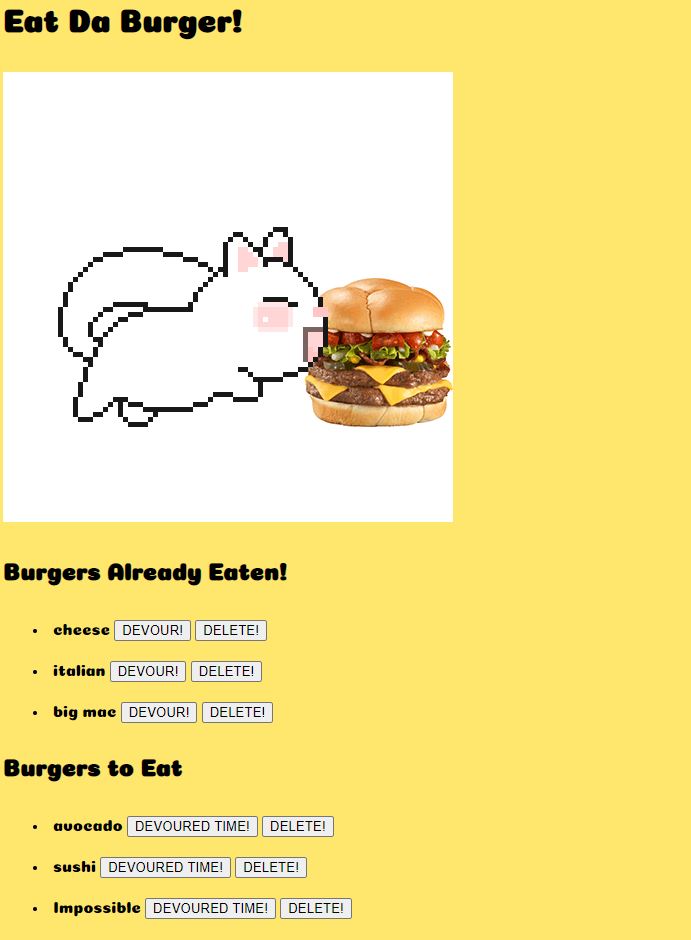 Eat Da Burger!
Burgers Already Eaten!
cheese DEVOUR! DELETE!
italian DEVOUR! DELETE!
big mac DEVOUR! DELETE!
Burgers to Eat
avocado DEVOURED TIME! DELETE!
sushi DEVOURED TIME! DELETE!
Impossible DEVOURED TIME! DELETE!